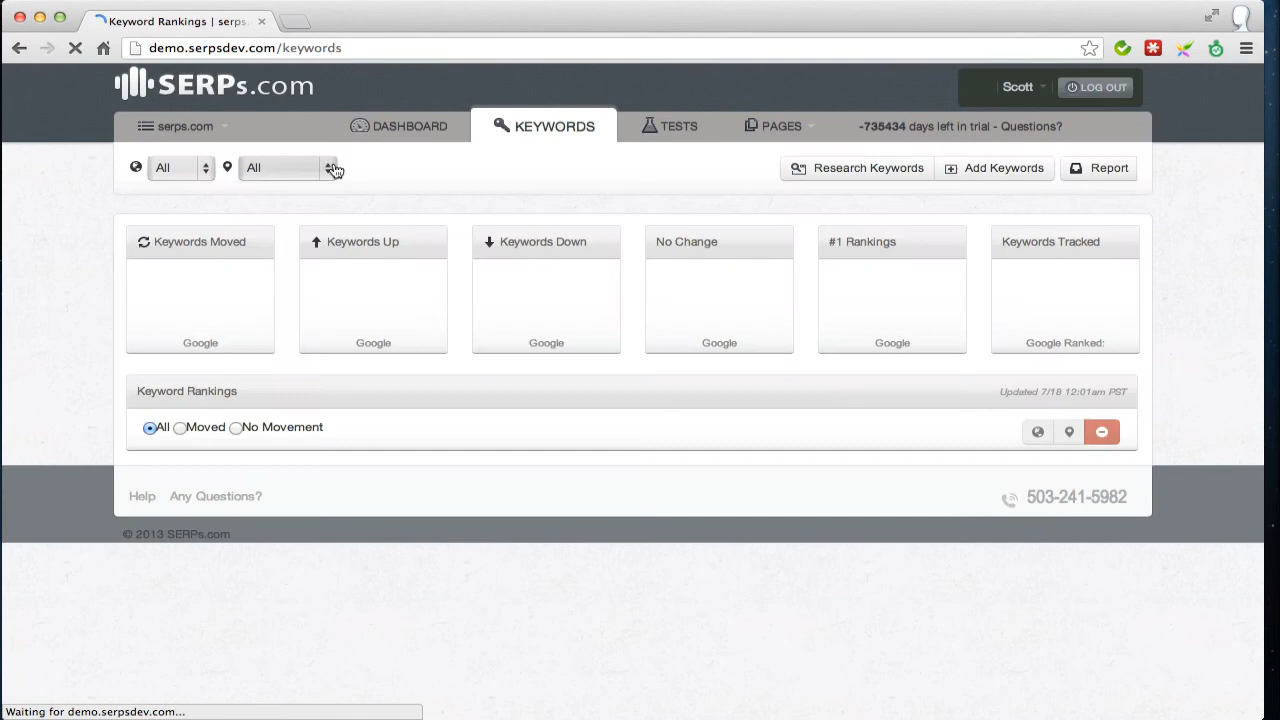 Keyword Rankings | serps.
demo.serpsdev.com/keywords
SERPs.com
Scott
LOG OUT
serps.com
DASHBOARD
KEYWORDS
TESTS
PAGES
-735434 days left in trial - Questions?
All
All
Research Keywords
Add Keywords
Report
Keywords Moved
Keywords Up
Keywords Down
No Change
#1 Rankings
Keywords Tracked
Google
Google
Google
Google
Google
Google Ranked:
Keyword Rankings
Updated 7/18 12:01am PST
All Moved No Movement
Help Any Questions?
503-241-5982
© 2013 SERPs.com
Waiting for demo.serpsdev.com...